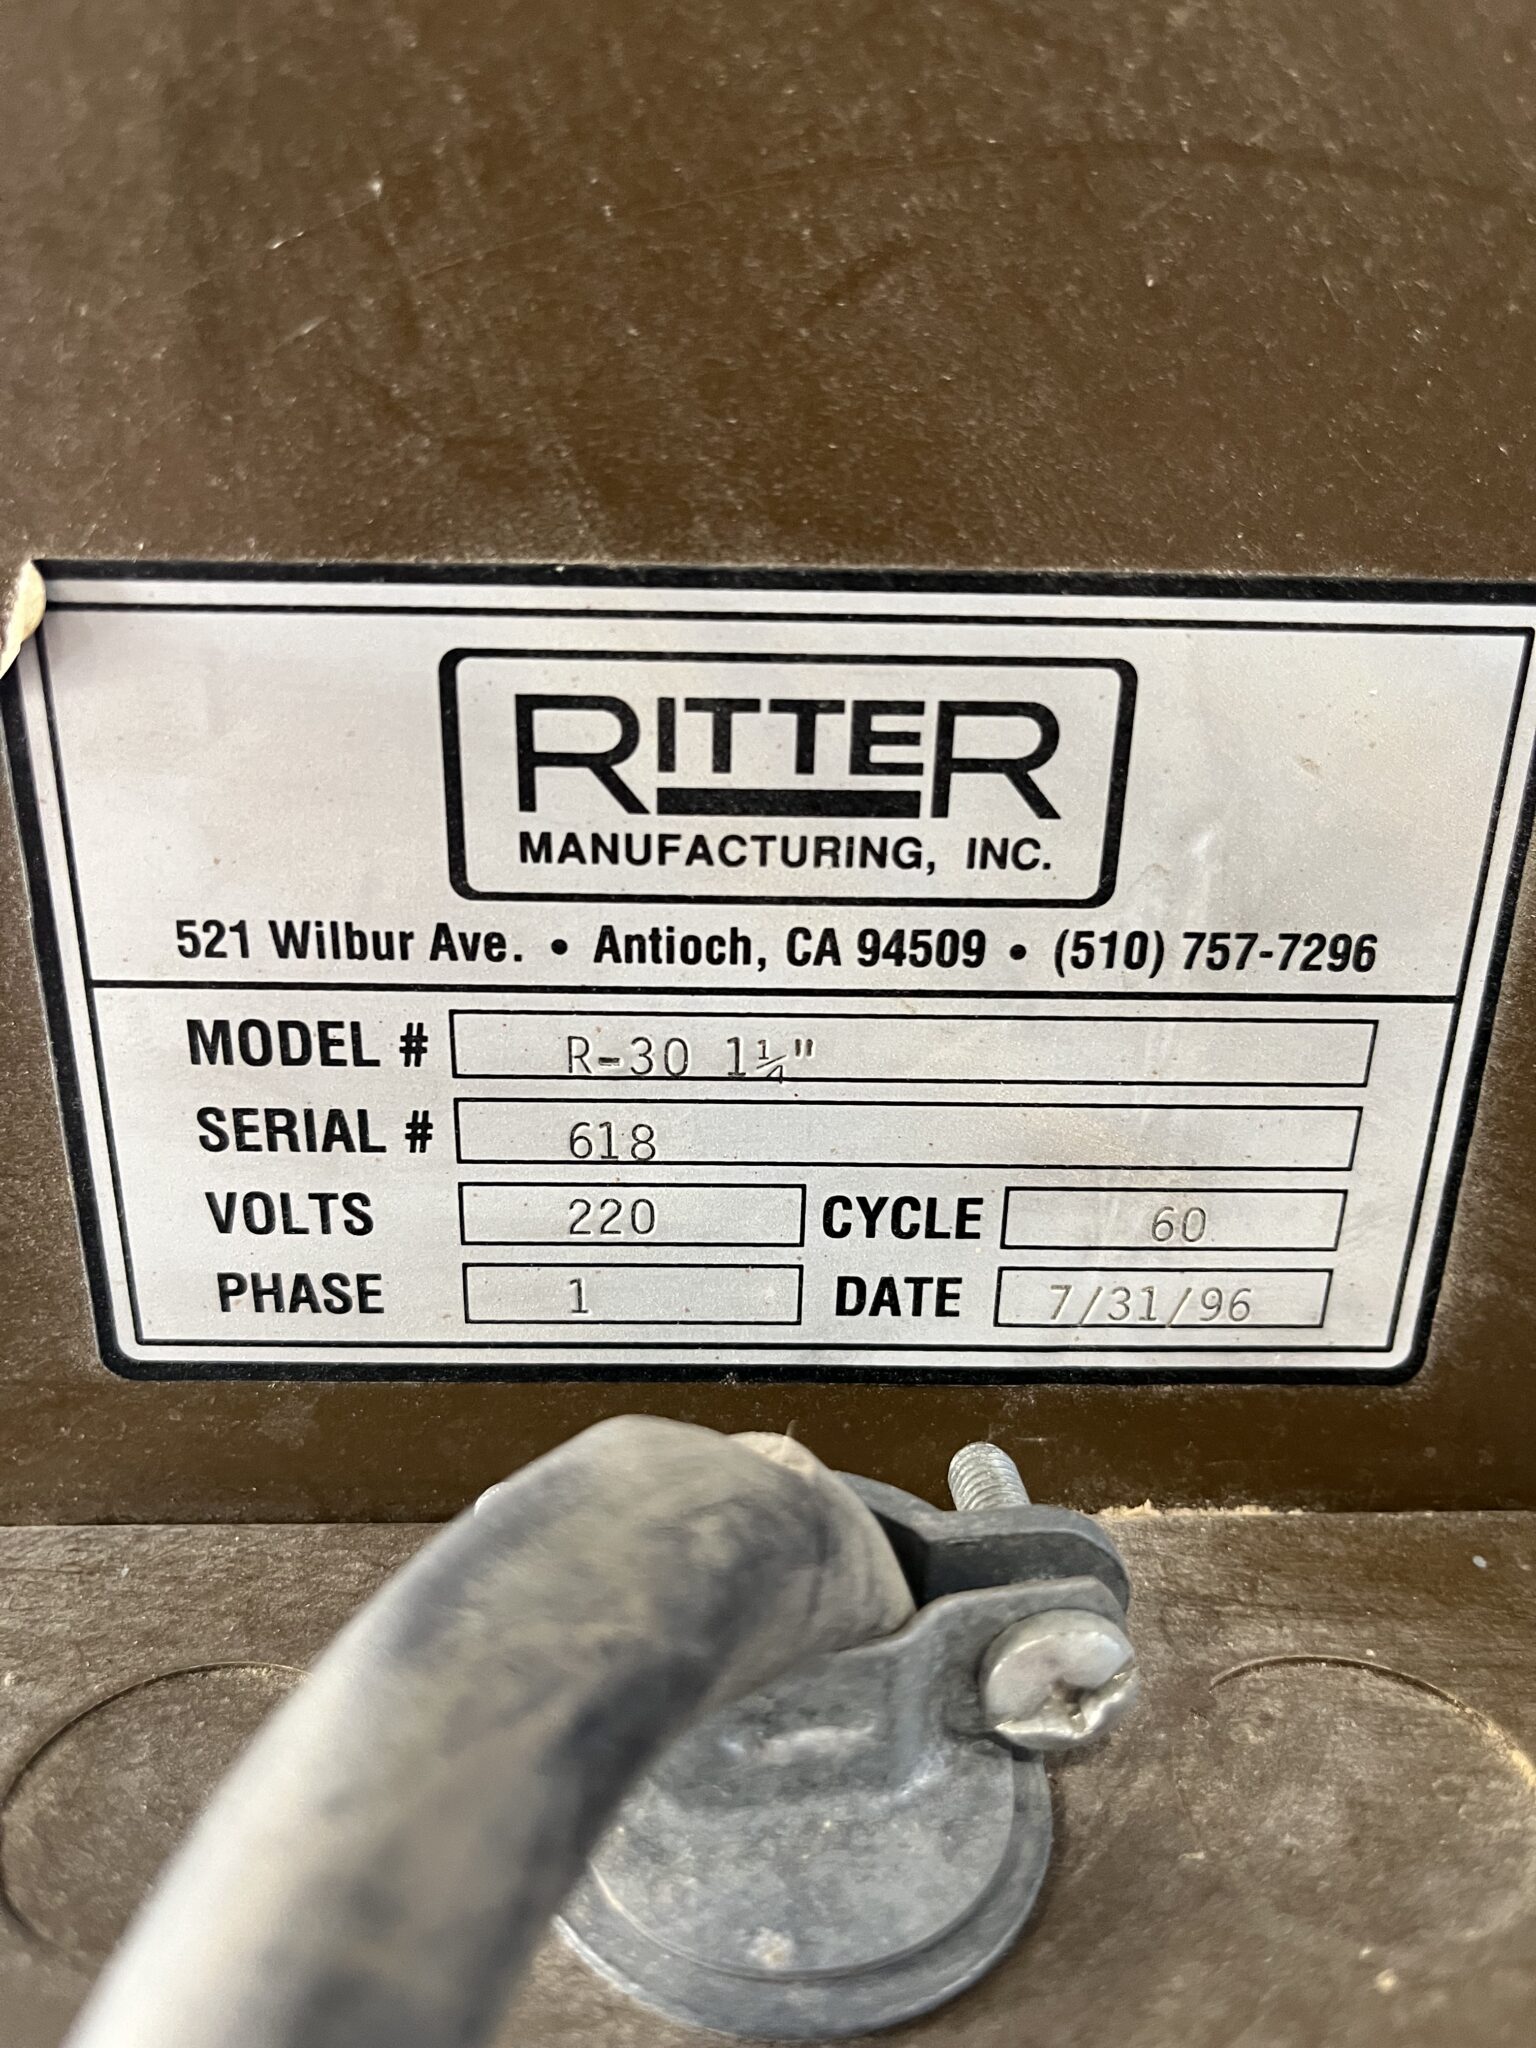 RITTER
MANUFACTURING, INC.
521 Wilbur Ave. • Antioch, CA 94509 • (510) 757-7296
MODEL # R-30 1¼"
SERIAL # 618
VOLTS 220 CYCLE 60
PHASE 1 DATE 7/31/96